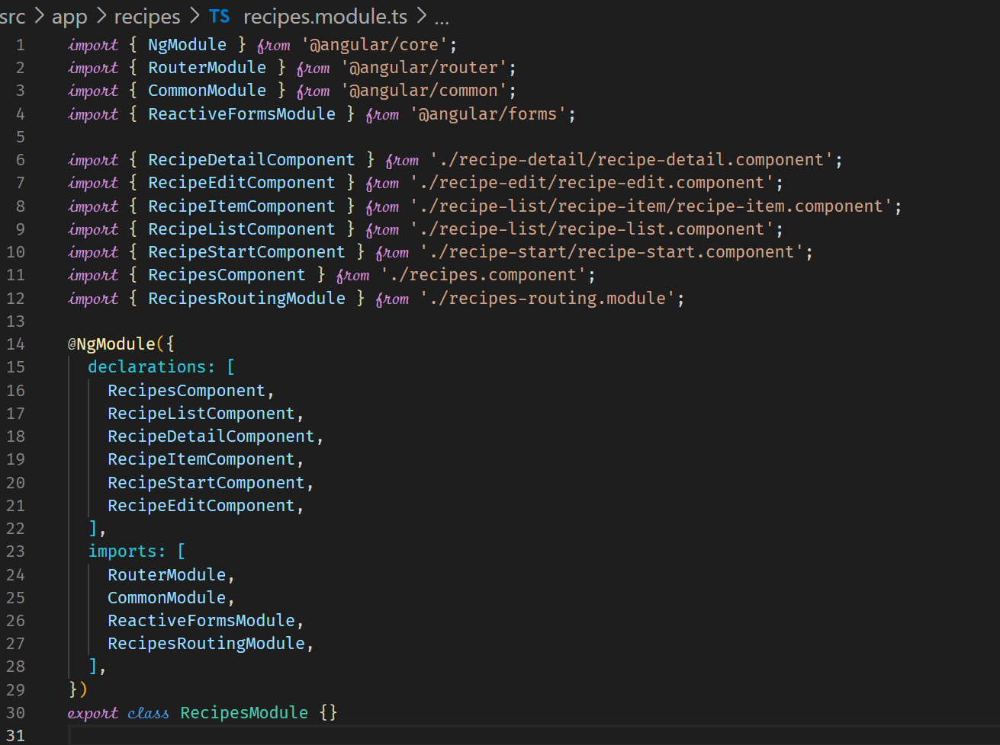 src > app > recipes > TS recipes.module.ts > ...
1 import { NgModule } from '@angular/core';
2 import { RouterModule } from '@angular/router';
3 import { CommonModule } from '@angular/common';
4 import { ReactiveFormsModule } from '@angular/forms';
5
6 import { RecipeDetailComponent } from './recipe-detail/recipe-detail.component';
7 import { RecipeEditComponent } from './recipe-edit/recipe-edit.component';
8 import { RecipeItemComponent } from './recipe-list/recipe-item/recipe-item.component';
9 import { RecipeListComponent } from './recipe-list/recipe-list.component';
10 import { RecipeStartComponent } from './recipe-start/recipe-start.component';
11 import { RecipesComponent } from './recipes.component';
12 import { RecipesRoutingModule } from './recipes-routing.module';
13
14 @NgModule({
15   declarations: [
16     RecipesComponent,
17     RecipeListComponent,
18     RecipeDetailComponent,
19     RecipeItemComponent,
20     RecipeStartComponent,
21     RecipeEditComponent,
22   ],
23   imports: [
24     RouterModule,
25     CommonModule,
26     ReactiveFormsModule,
27     RecipesRoutingModule,
28   ],
29 })
30 export class RecipesModule {}
31